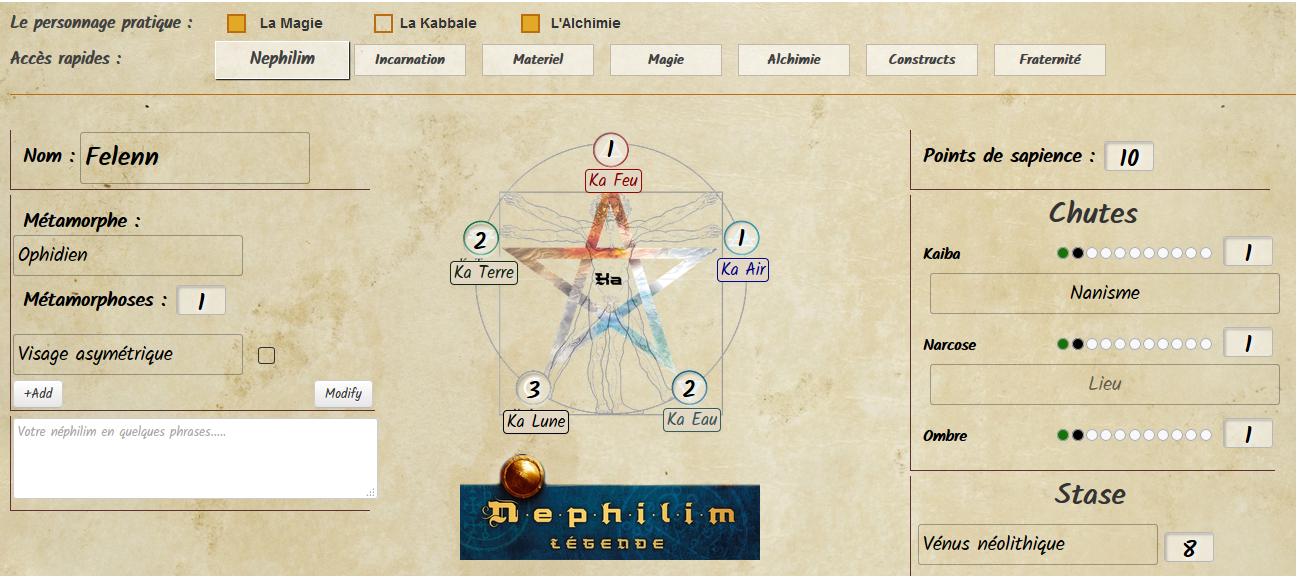 Le personnage pratique : La Magie La Kabbale L'Alchimie
Accès rapides : Nephilim Incarnation Materiel Magie Alchimie Constructs Fraternité
Nom : Felenn
Métamorphe :
Ophidien
Métamorphoses : 1
Visage asymétrique
+Add Modify
Votre néphilim en quelques phrases.....
1
Ka Feu
2
Ka Terre
1
Ka Air
Ka
3
Ka Lune
2
Ka Eau
N·e·p·h·i·l·i·m
LÉGENDE
Points de sapience : 10
Chutes
Kaiba 1
Nanisme
Narcose 1
Lieu
Ombre 1
Stase
Vénus néolithique 8